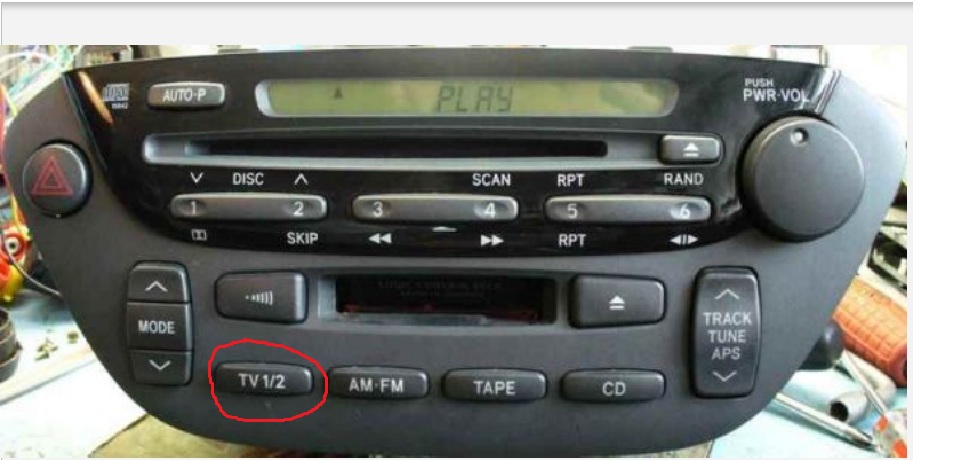 AUTO-P
PLAY
PUSH
PWR·VOL
DISC
SCAN
RPT
RAND
1
2
3
4
5
6
SKIP
RPT
MODE
TRACK
TUNE
APS
TV 1/2
AM·FM
TAPE
CD